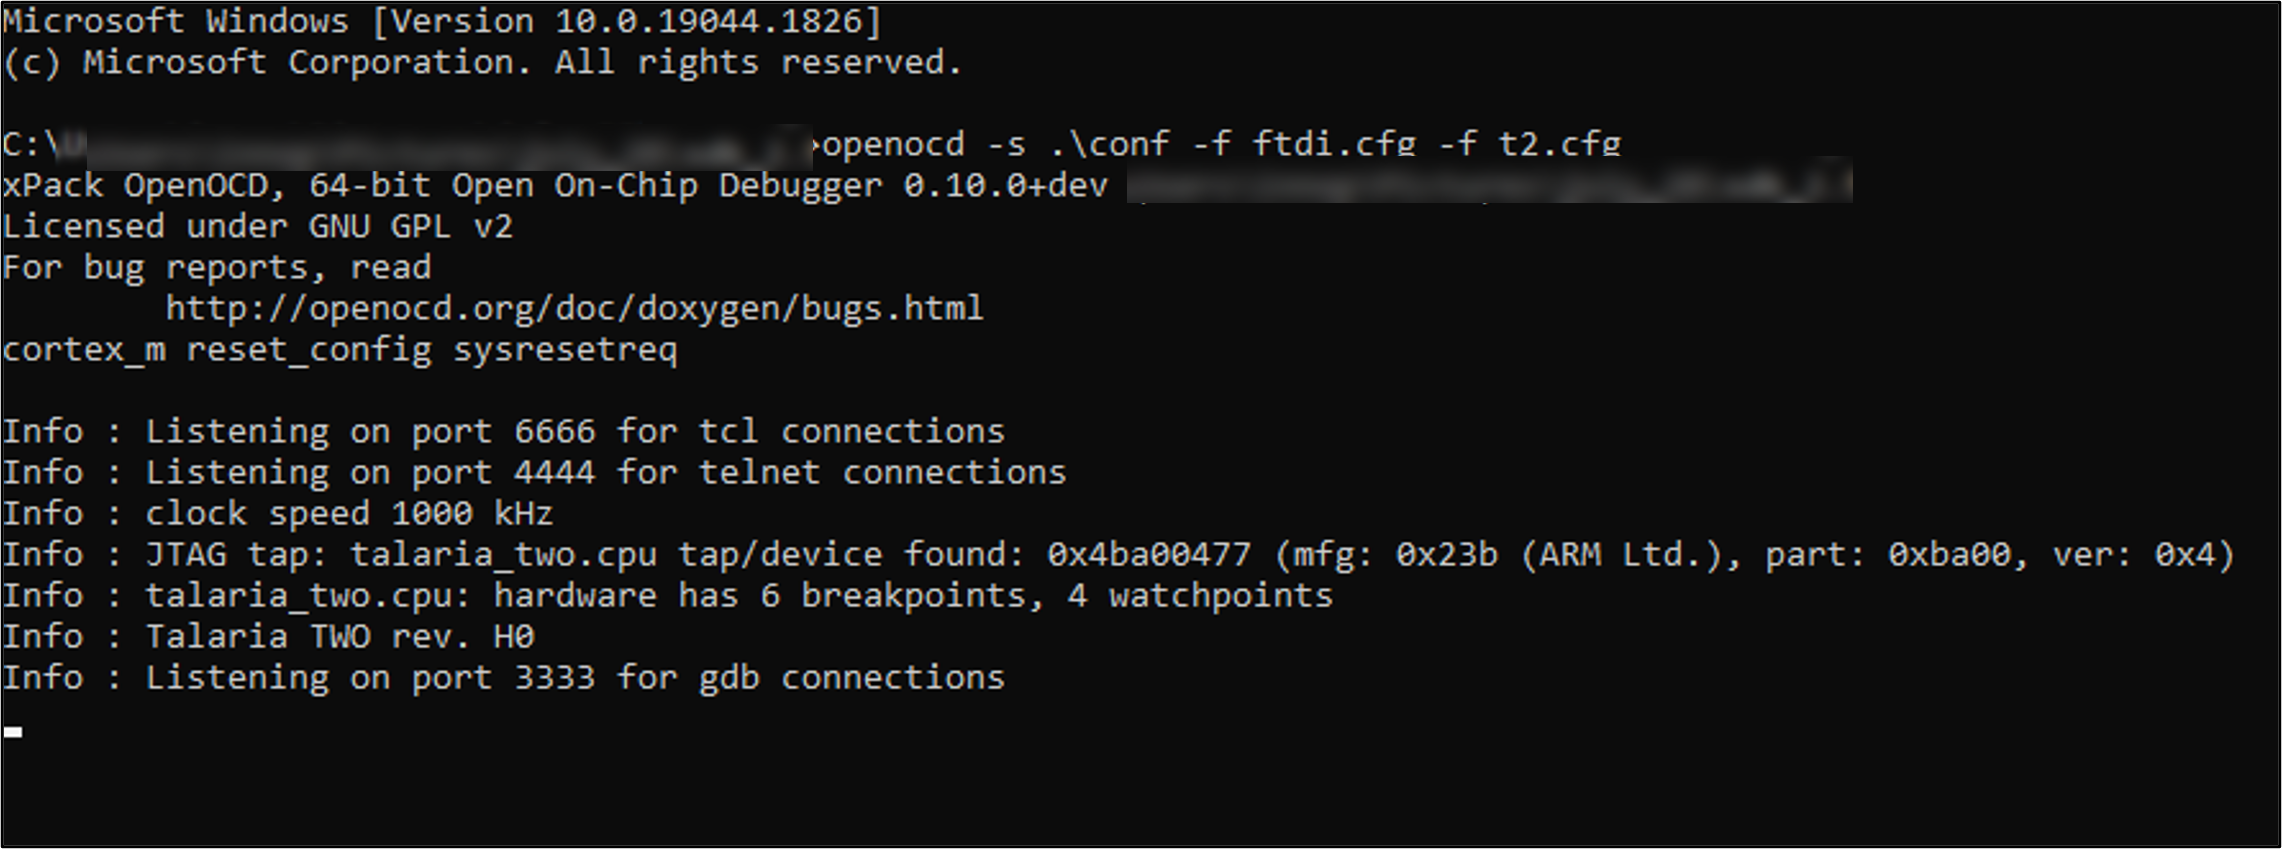 Microsoft Windows [Version 10.0.19044.1826]
(c) Microsoft Corporation. All rights reserved.
C:\ >openocd -s .\conf -f ftdi.cfg -f t2.cfg
xPack OpenOCD, 64-bit Open On-Chip Debugger 0.10.0+dev
Licensed under GNU GPL v2
For bug reports, read
http://openocd.org/doc/doxygen/bugs.html
cortex_m reset_config sysresetreq
Info : Listening on port 6666 for tcl connections
Info : Listening on port 4444 for telnet connections
Info : clock speed 1000 kHz
Info : JTAG tap: talaria_two.cpu tap/device found: 0x4ba00477 (mfg: 0x23b (ARM Ltd.), part: 0xba00, ver: 0x4)
Info : talaria_two.cpu: hardware has 6 breakpoints, 4 watchpoints
Info : Talaria TWO rev. H0
Info : Listening on port 3333 for gdb connections